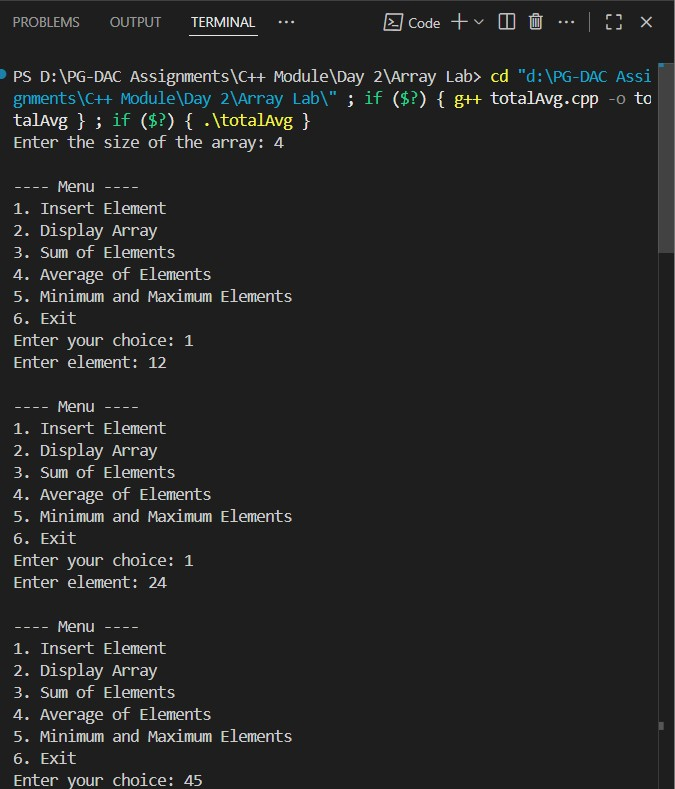 PROBLEMS OUTPUT TERMINAL ··· Code
PS D:\PG-DAC Assignments\C++ Module\Day 2\Array Lab> cd "d:\PG-DAC Assi
gnments\C++ Module\Day 2\Array Lab\" ; if ($?) { g++ totalAvg.cpp -o to
talAvg } ; if ($?) { .\totalAvg }
Enter the size of the array: 4
---- Menu ----
1. Insert Element
2. Display Array
3. Sum of Elements
4. Average of Elements
5. Minimum and Maximum Elements
6. Exit
Enter your choice: 1
Enter element: 12
---- Menu ----
1. Insert Element
2. Display Array
3. Sum of Elements
4. Average of Elements
5. Minimum and Maximum Elements
6. Exit
Enter your choice: 1
Enter element: 24
---- Menu ----
1. Insert Element
2. Display Array
3. Sum of Elements
4. Average of Elements
5. Minimum and Maximum Elements
6. Exit
Enter your choice: 45